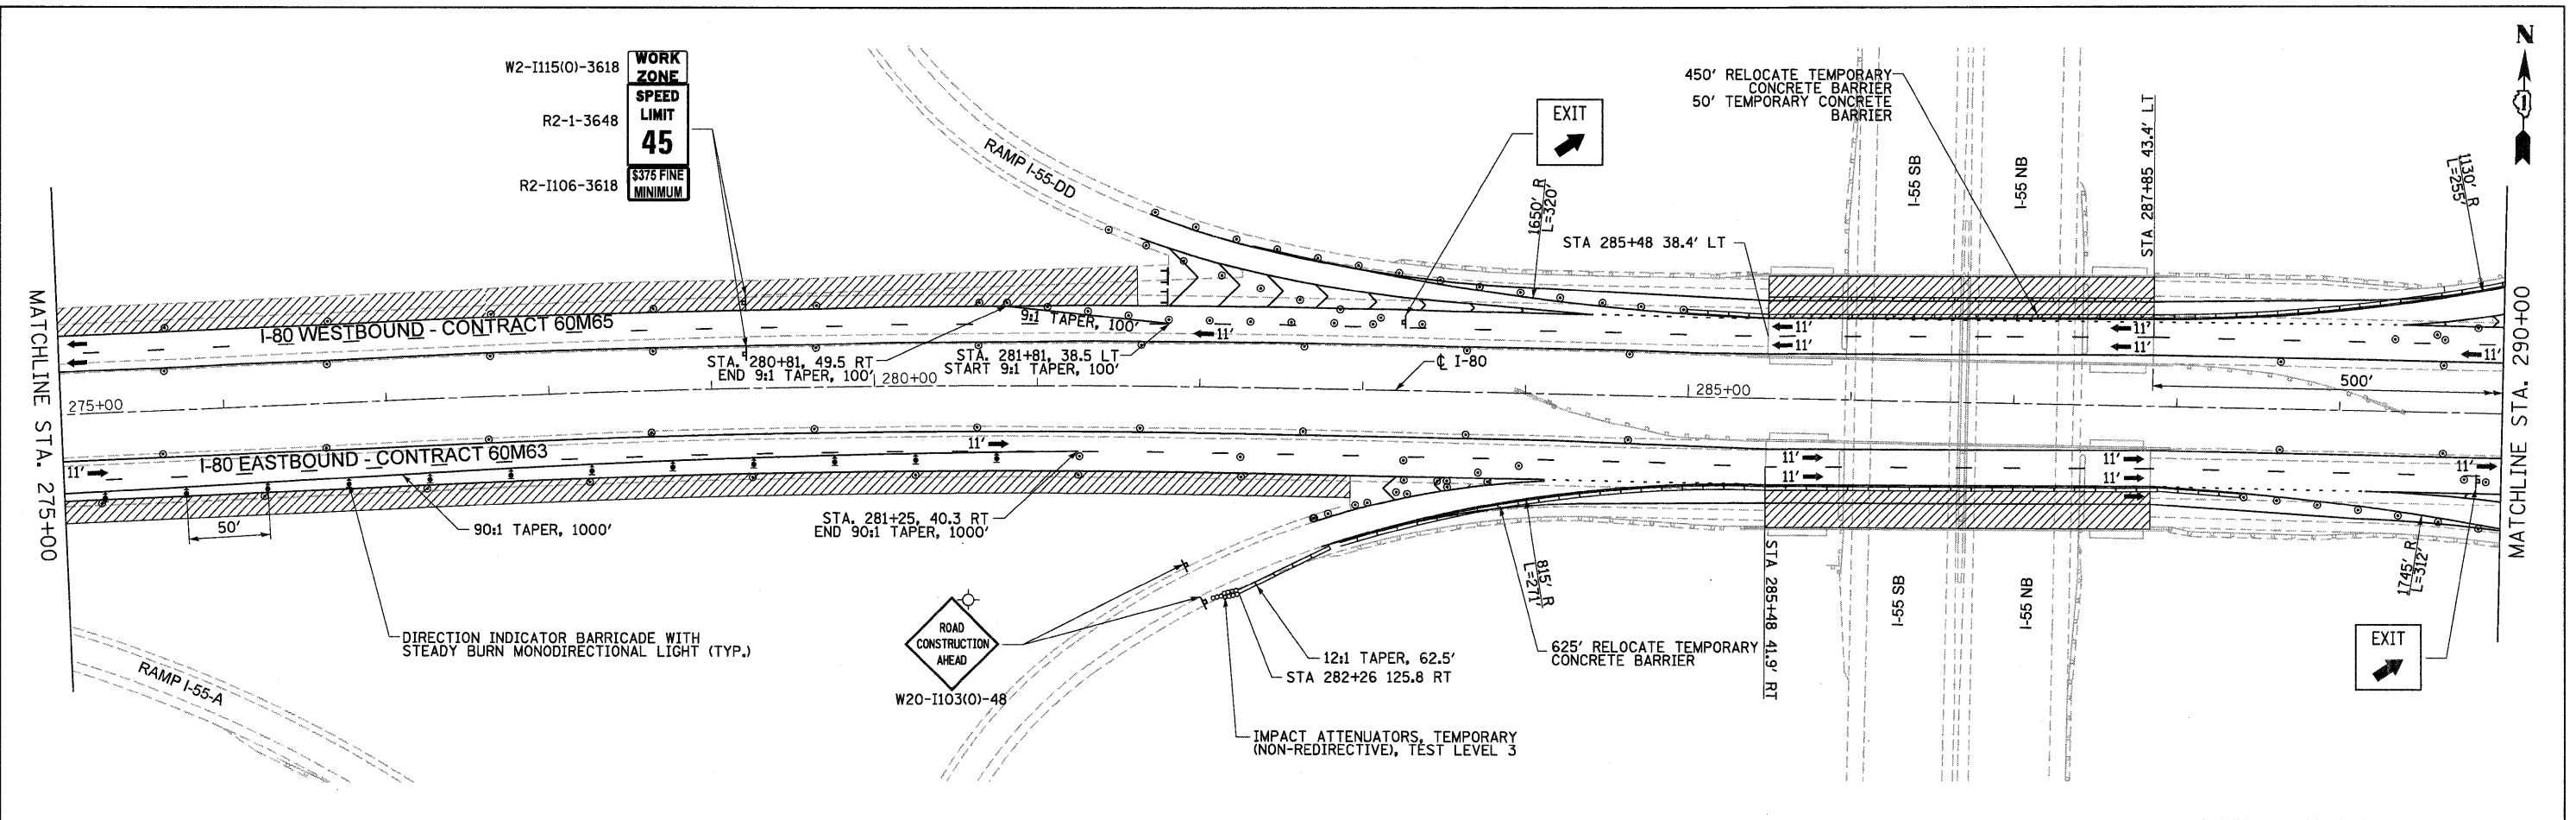 W2-I115(O)-3618
WORK
ZONE
R2-1-3648
SPEED
LIMIT
45
R2-I106-3618
$375 FINE
MINIMUM
RAMP I-55-DD
EXIT
1650' R
L=320'
450' RELOCATE TEMPORARY
CONCRETE BARRIER
50' TEMPORARY CONCRETE
BARRIER
STA 285+48 38.4' LT
I-55 SB
I-55 NB
STA 287+85 43.4' LT
1130' R
L=255'
N
1
MATCHLINE STA. 275+00
I-80 WESTBOUND - CONTRACT 60M65
9:1 TAPER, 100'
11'
STA. 280+81, 49.5 RT
END 9:1 TAPER, 100'
STA. 281+81, 38.5 LT
START 9:1 TAPER, 100'
11'
11'
11'
11'
11'
MATCHLINE STA. 290+00
275+00
280+00
℄ I-80
285+00
500'
I-80 EASTBOUND - CONTRACT 60M63
11'
11'
11'
11'
11'
11'
11'
50'
90:1 TAPER, 1000'
STA. 281+25, 40.3 RT
END 90:1 TAPER, 1000'
DIRECTION INDICATOR BARRICADE WITH
STEADY BURN MONODIRECTIONAL LIGHT (TYP.)
RAMP I-55-A
ROAD
CONSTRUCTION
AHEAD
W20-I103(O)-48
12:1 TAPER, 62.5'
STA 282+26 125.8 RT
IMPACT ATTENUATORS, TEMPORARY
(NON-REDIRECTIVE), TEST LEVEL 3
815' R
L=271'
625' RELOCATE TEMPORARY
CONCRETE BARRIER
STA 285+48 41.9' RT
I-55 SB
I-55 NB
1745' R
L=312'
EXIT